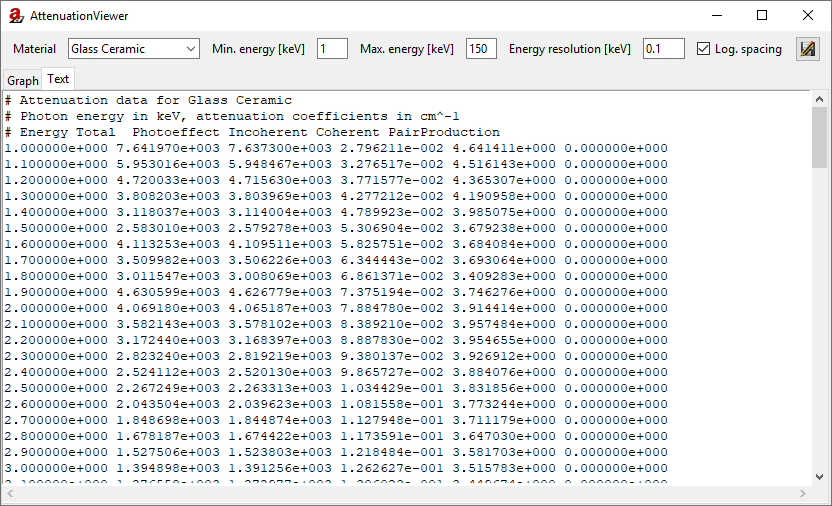 AttenuationViewer
Material Glass Ceramic Min. energy [keV] 1 Max. energy [keV] 150 Energy resolution [keV] 0.1 Log. spacing
Graph Text
# Attenuation data for Glass Ceramic
# Photon energy in keV, attenuation coefficients in cm^-1
# Energy Total  Photoeffect Incoherent Coherent PairProduction
1.000000e+000 7.641970e+003 7.637300e+003 2.796211e-002 4.641411e+000 0.000000e+000
1.100000e+000 5.953016e+003 5.948467e+003 3.276517e-002 4.516143e+000 0.000000e+000
1.200000e+000 4.720033e+003 4.715630e+003 3.771577e-002 4.365307e+000 0.000000e+000
1.300000e+000 3.808203e+003 3.803969e+003 4.277212e-002 4.190958e+000 0.000000e+000
1.400000e+000 3.118037e+003 3.114004e+003 4.789923e-002 3.985075e+000 0.000000e+000
1.500000e+000 2.583010e+003 2.579278e+003 5.306904e-002 3.679238e+000 0.000000e+000
1.600000e+000 4.113253e+003 4.109511e+003 5.825751e-002 3.684084e+000 0.000000e+000
1.700000e+000 3.509982e+003 3.506226e+003 6.344443e-002 3.693064e+000 0.000000e+000
1.800000e+000 3.011547e+003 3.008069e+003 6.861371e-002 3.409283e+000 0.000000e+000
1.900000e+000 4.630599e+003 4.626779e+003 7.375194e-002 3.746276e+000 0.000000e+000
2.000000e+000 4.069180e+003 4.065187e+003 7.884780e-002 3.914414e+000 0.000000e+000
2.100000e+000 3.582143e+003 3.578102e+003 8.389210e-002 3.957484e+000 0.000000e+000
2.200000e+000 3.172440e+003 3.168397e+003 8.887830e-002 3.954655e+000 0.000000e+000
2.300000e+000 2.823240e+003 2.819219e+003 9.380137e-002 3.926912e+000 0.000000e+000
2.400000e+000 2.524112e+003 2.520130e+003 9.865727e-002 3.884076e+000 0.000000e+000
2.500000e+000 2.267249e+003 2.263313e+003 1.034429e-001 3.831856e+000 0.000000e+000
2.600000e+000 2.043504e+003 2.039623e+003 1.081558e-001 3.773244e+000 0.000000e+000
2.700000e+000 1.848698e+003 1.844874e+003 1.127948e-001 3.711179e+000 0.000000e+000
2.800000e+000 1.678187e+003 1.674422e+003 1.173591e-001 3.647030e+000 0.000000e+000
2.900000e+000 1.527506e+003 1.523803e+003 1.218484e-001 3.581703e+000 0.000000e+000
3.000000e+000 1.394898e+003 1.391256e+003 1.262627e-001 3.515783e+000 0.000000e+000